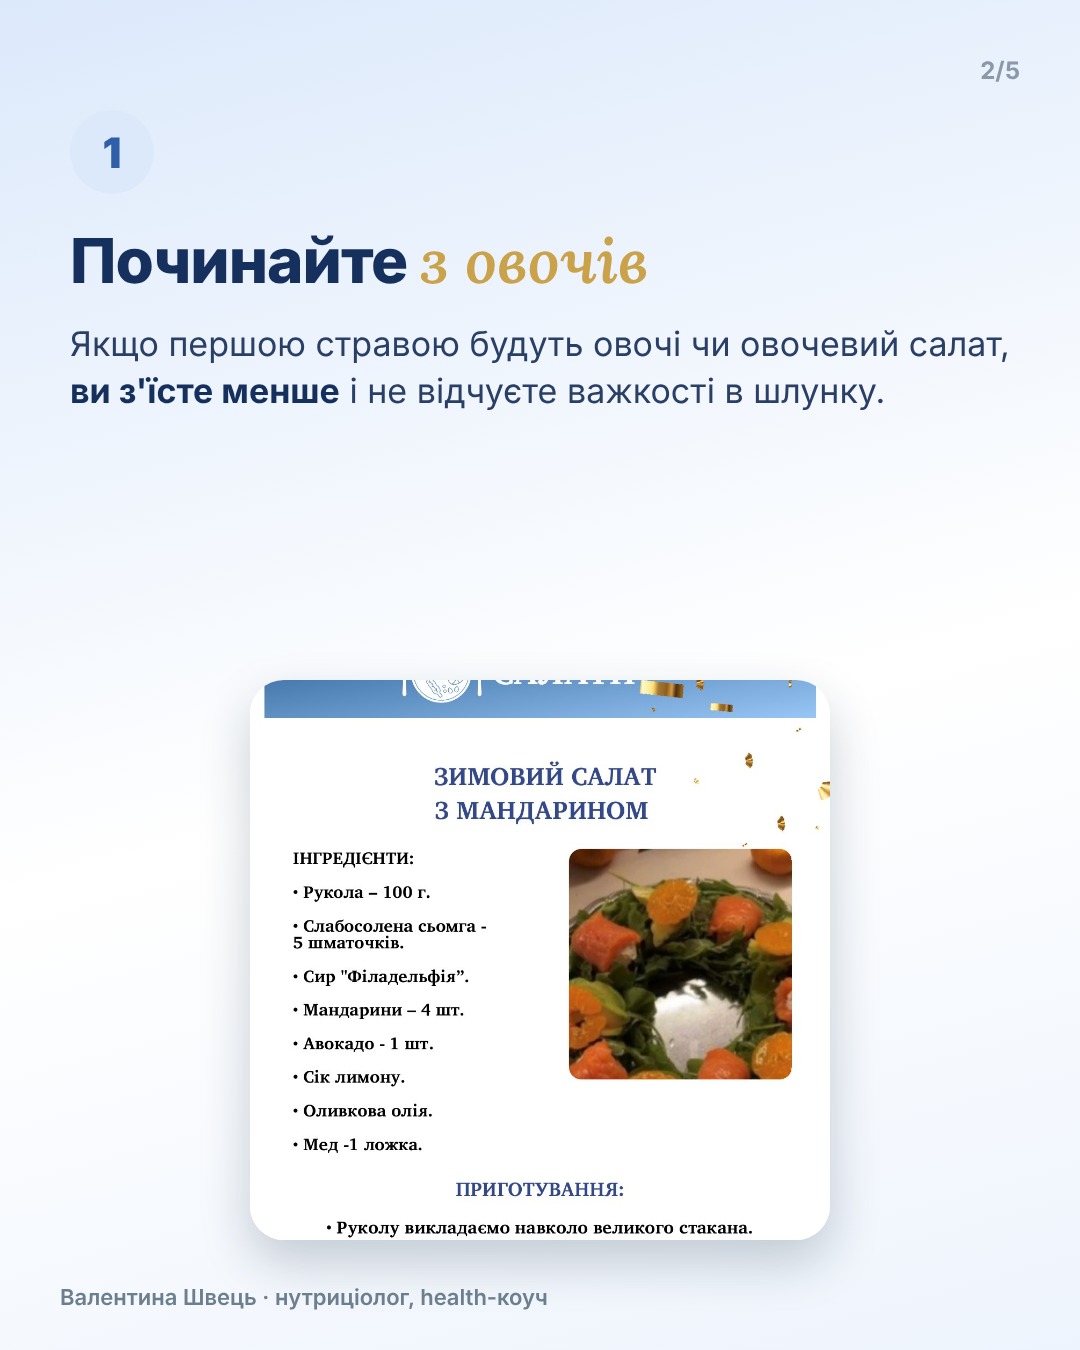 2/5
1
Починайте з овочів
Якщо першою стравою будуть овочі чи овочевий салат,
ви з'їсте менше і не відчуєте важкості в шлунку.
ЗИМОВИЙ САЛАТ
З МАНДАРИНОМ
ІНГРЕДІЄНТИ:
• Рукола – 100 г.
• Слабосолена сьомга -
5 шматочків.
• Сир "Філадельфія”.
• Мандарини – 4 шт.
• Авокадо - 1 шт.
• Сік лимону.
• Оливкова олія.
• Мед -1 ложка.
ПРИГОТУВАННЯ:
• Руколу викладаємо навколо великого стакана.
Валентина Швець · нутриціолог, health-коуч